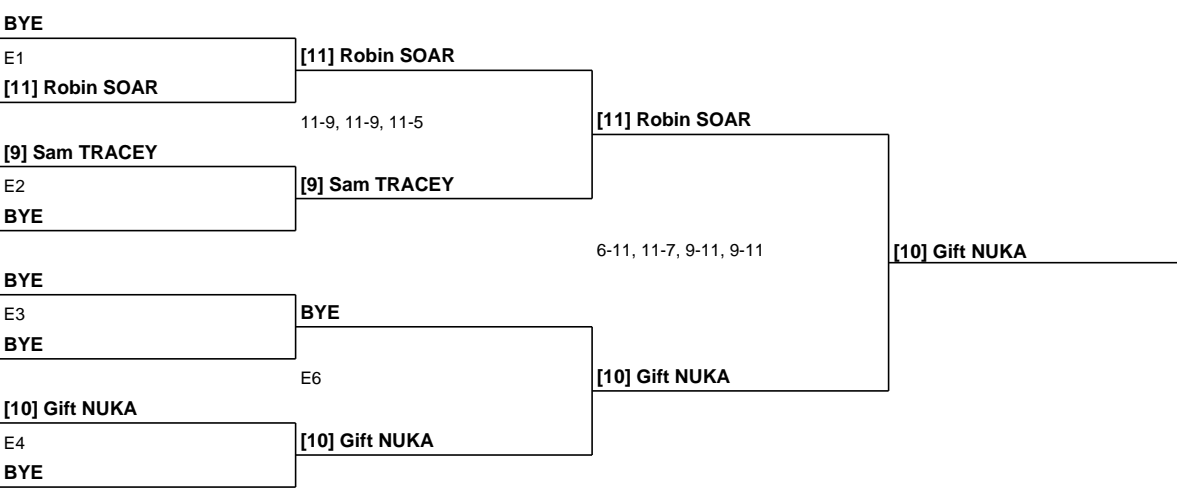 BYE
E1
[11] Robin SOAR
[11] Robin SOAR
11-9, 11-9, 11-5
[11] Robin SOAR
[9] Sam TRACEY
E2
[9] Sam TRACEY
BYE
6-11, 11-7, 9-11, 9-11
[10] Gift NUKA
BYE
E3
BYE
BYE
E6
[10] Gift NUKA
[10] Gift NUKA
E4
[10] Gift NUKA
BYE